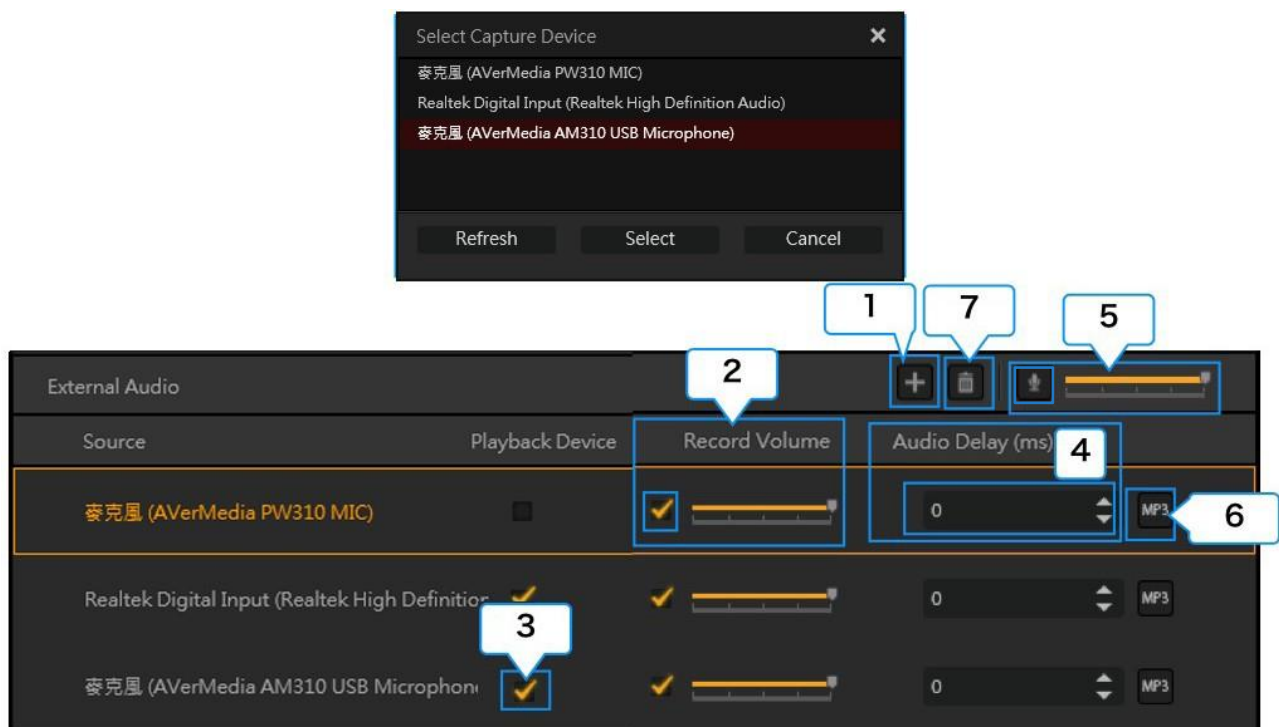 Select Capture Device
麥克風 (AVerMedia PW310 MIC)
Realtek Digital Input (Realtek High Definition Audio)
麥克風 (AVerMedia AM310 USB Microphone)
Refresh Select Cancel
1 7 5
2
External Audio
Source Playback Device Record Volume Audio Delay (ms) 4
麥克風 (AVerMedia PW310 MIC) 0 MP3 6
Realtek Digital Input (Realtek High Definition 0 MP3
3
麥克風 (AVerMedia AM310 USB Microphone 0 MP3